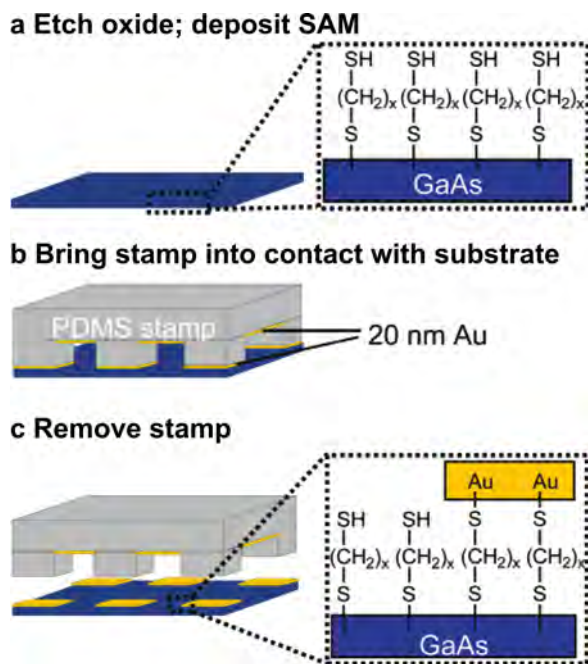 a Etch oxide; deposit SAM
SH SH SH SH
(CH₂)ₓ (CH₂)ₓ (CH₂)ₓ (CH₂)ₓ
S S S S
GaAs
b Bring stamp into contact with substrate
PDMS stamp
20 nm Au
c Remove stamp
Au Au
SH SH S S
(CH₂)ₓ (CH₂)ₓ (CH₂)ₓ (CH₂)ₓ
S S S S
GaAs